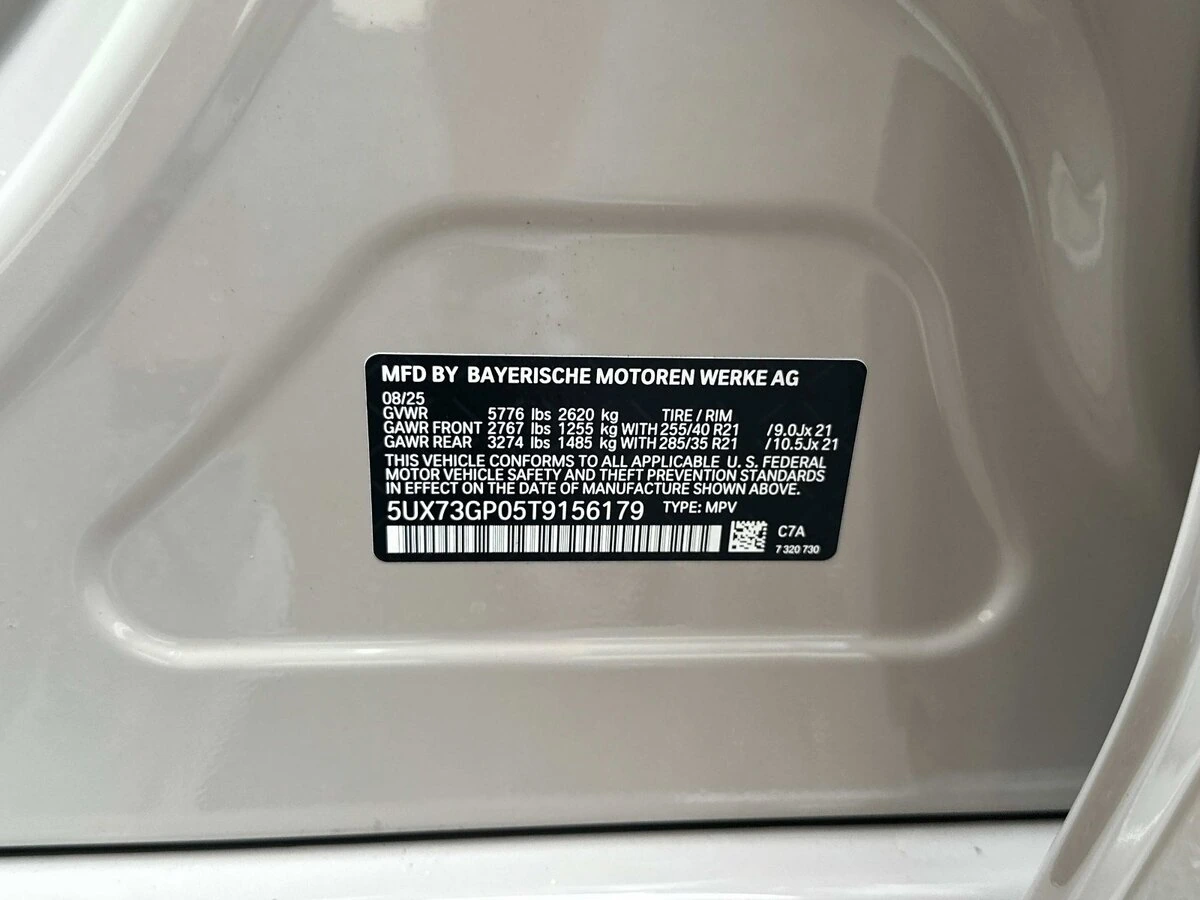 MFD BY BAYERISCHE MOTOREN WERKE AG
08/25
GVWR 5776 lbs 2620 kg TIRE / RIM
GAWR FRONT 2767 lbs 1255 kg WITH 255/40 R21 /9.0Jx 21
GAWR REAR 3274 lbs 1485 kg WITH 285/35 R21 /10.5Jx 21
THIS VEHICLE CONFORMS TO ALL APPLICABLE U. S. FEDERAL
MOTOR VEHICLE SAFETY AND THEFT PREVENTION STANDARDS
IN EFFECT ON THE DATE OF MANUFACTURE SHOWN ABOVE.
5UX73GP05T9156179 TYPE: MPV
C7A
7 320 730